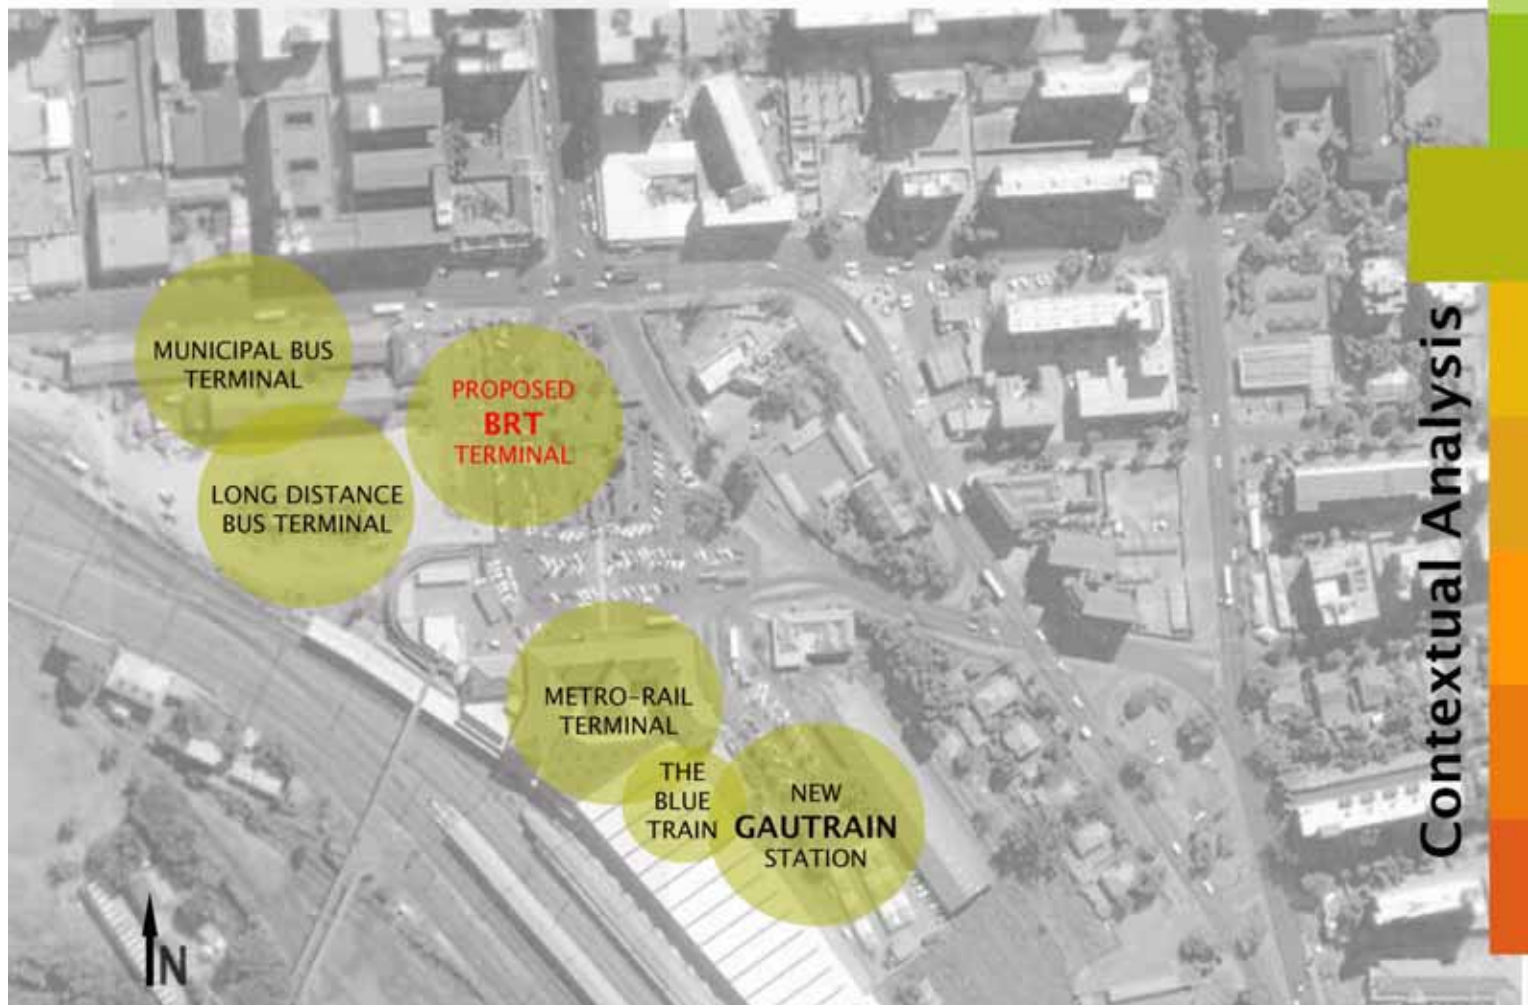 MUNICIPAL BUS
TERMINAL
PROPOSED
BRT
TERMINAL
LONG DISTANCE
BUS TERMINAL
METRO-RAIL
TERMINAL
THE
BLUE
TRAIN
NEW
GAUTRAIN
STATION
N
Contextual Analysis